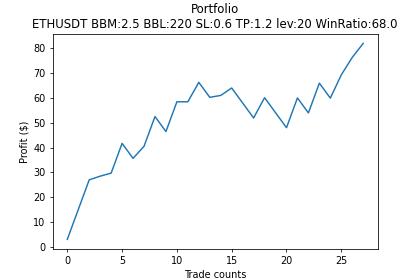 Portfolio
ETHUSDT BBM:2.5 BBL:220 SL:0.6 TP:1.2 lev:20 WinRatio:68.0
80
70
60
50
40
30
20
10
0
Profit ($)
0 5 10 15 20 25
Trade counts